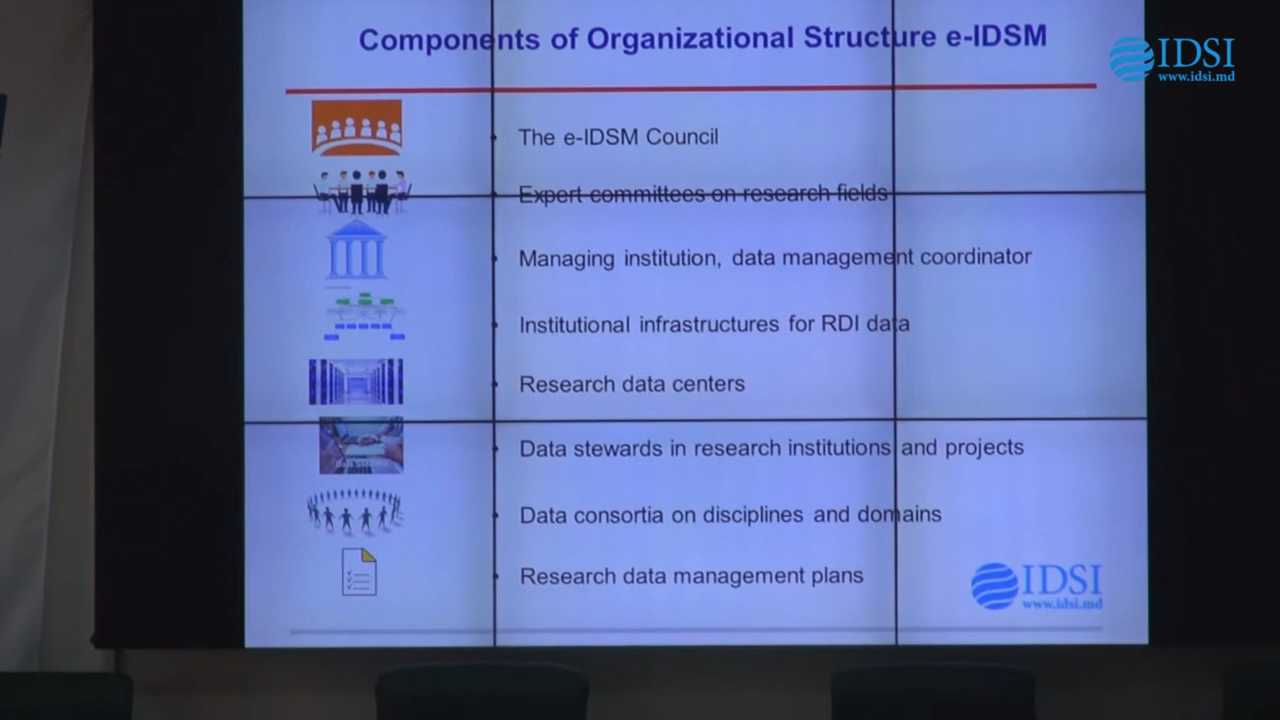 Components of Organizational Structure e-IDSM
IDSI
www.idsi.md
The e-IDSM Council
Expert committees on research fields
Managing institution, data management coordinator
Institutional infrastructures for RDI data
Research data centers
Data stewards in research institutions and projects
Data consortia on disciplines and domains
Research data management plans
IDSI
www.idsi.md